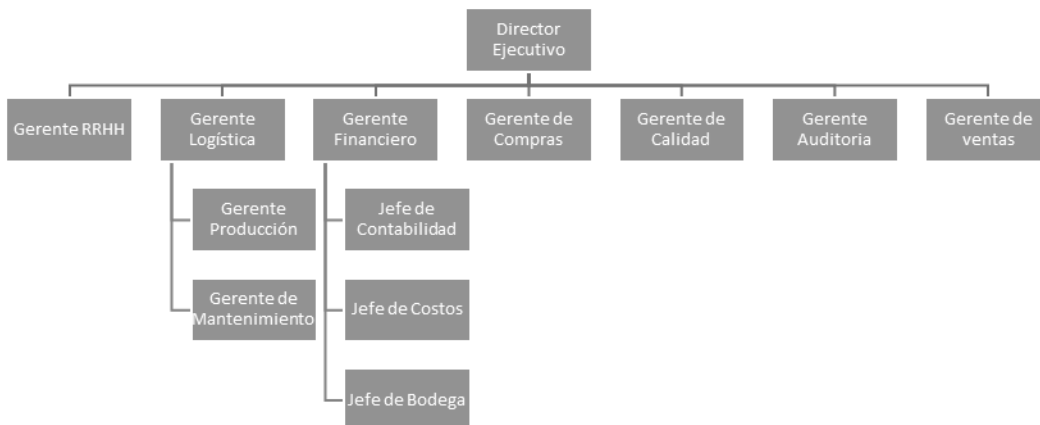 Director
Ejecutivo
Gerente RRHH
Gerente
Logística
Gerente
Financiero
Gerente de
Compras
Gerente de
Calidad
Gerente
Auditoria
Gerente de
ventas
Gerente
Producción
Jefe de
Contabilidad
Gerente de
Mantenimiento
Jefe de Costos
Jefe de Bodega